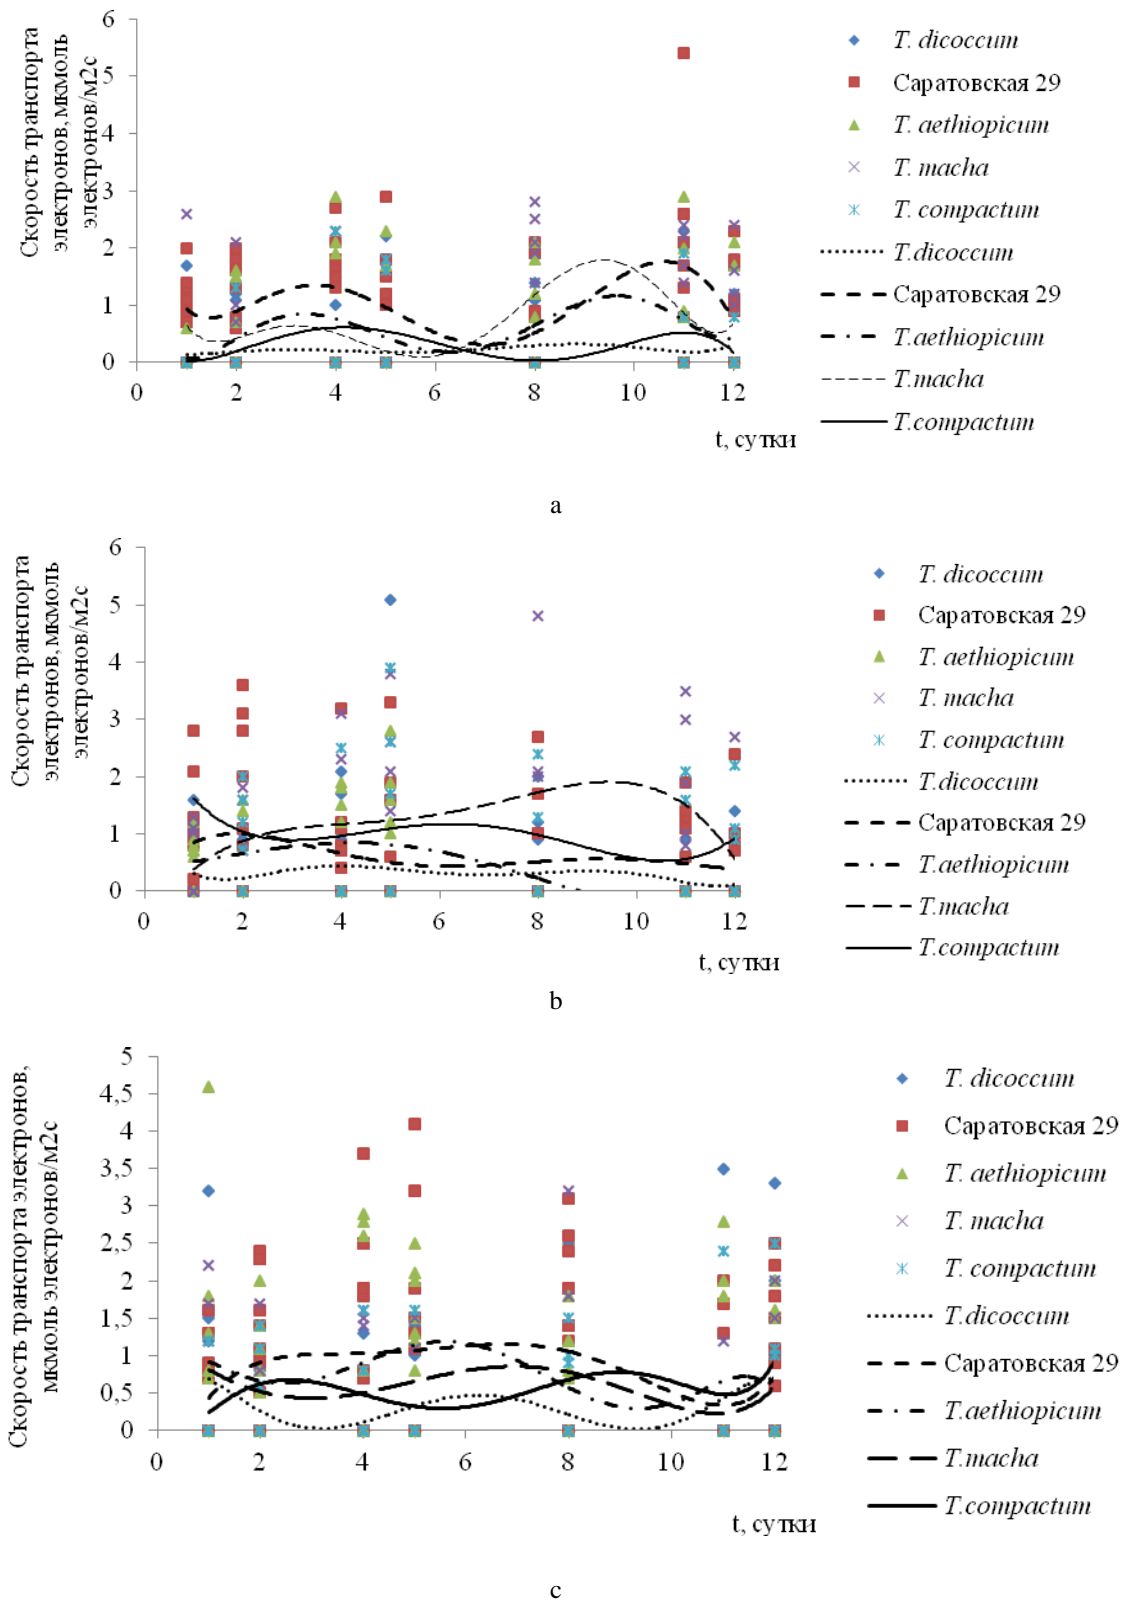 Скорость транспорта
электронов, мкмоль
электронов/м2с
6
5
4
3
2
1
0
0 2 4 6 8 10 12
t, сутки
T. dicoccum
Саратовская 29
T. aethiopicum
T. macha
T. compactum
T.dicoccum
Саратовская 29
T.aethiopicum
T.macha
T.compactum
a
Скорость транспорта
электронов, мкмоль
электронов/м2с
6
5
4
3
2
1
0
0 2 4 6 8 10 12
t, сутки
T. dicoccum
Саратовская 29
T. aethiopicum
T. macha
T. compactum
T.dicoccum
Саратовская 29
T.aethiopicum
T.macha
T.compactum
b
Скорость транспорта электронов,
мкмоль электронов/м2с
5
4,5
4
3,5
3
2,5
2
1,5
1
0,5
0
0 2 4 6 8 10 12
t, сутки
T. dicoccum
Саратовская 29
T. aethiopicum
T. macha
T. compactum
T.dicoccum
Саратовская 29
T.aethiopicum
T.macha
T.compactum
c